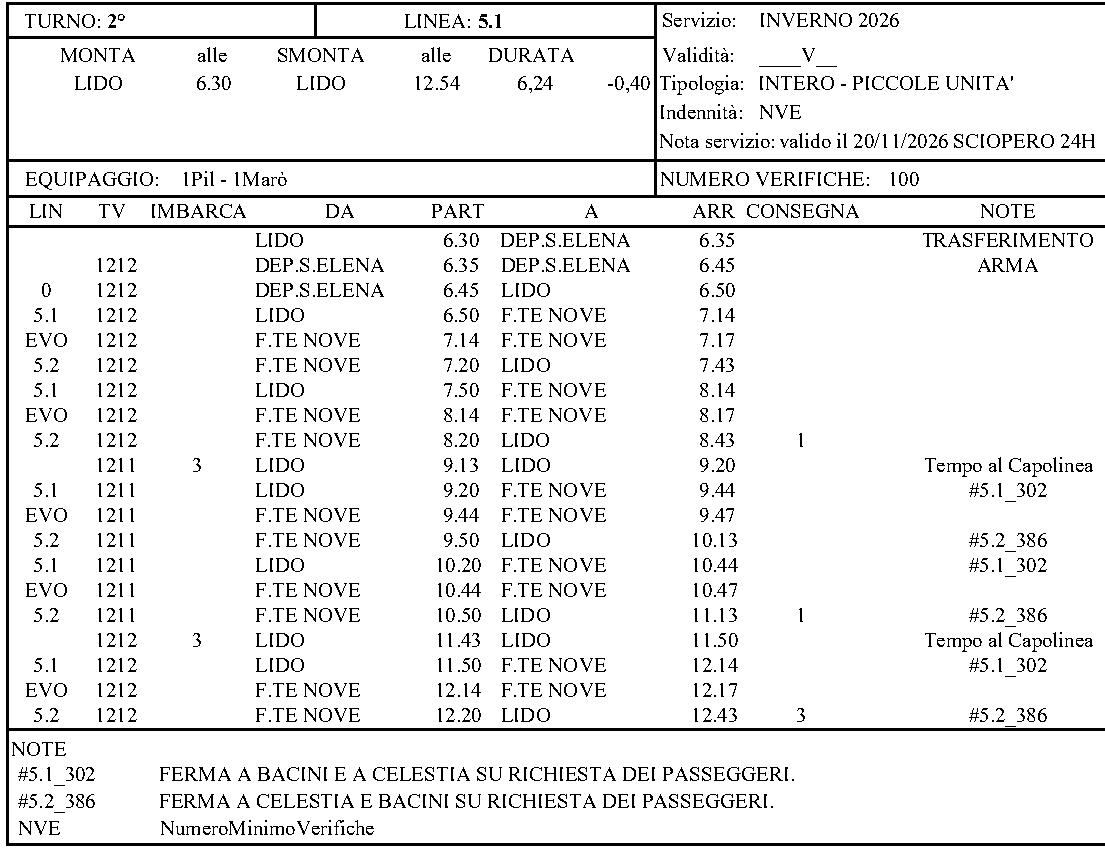 TURNO: 2° LINEA: 5.1 Servizio: INVERNO 2026
MONTA alle SMONTA alle DURATA Validità: ____V__
LIDO 6.30 LIDO 12.54 6,24 -0,40 Tipologia: INTERO - PICCOLE UNITA'
Indennità: NVE
Nota servizio: valido il 20/11/2026 SCIOPERO 24H
EQUIPAGGIO: 1Pil - 1Marò NUMERO VERIFICHE: 100
LIN TV IMBARCA DA PART A ARR CONSEGNA NOTE
LIDO 6.30 DEP.S.ELENA 6.35 TRASFERIMENTO
1212 DEP.S.ELENA 6.35 DEP.S.ELENA 6.45 ARMA
0 1212 DEP.S.ELENA 6.45 LIDO 6.50
5.1 1212 LIDO 6.50 F.TE NOVE 7.14
EVO 1212 F.TE NOVE 7.14 F.TE NOVE 7.17
5.2 1212 F.TE NOVE 7.20 LIDO 7.43
5.1 1212 LIDO 7.50 F.TE NOVE 8.14
EVO 1212 F.TE NOVE 8.14 F.TE NOVE 8.17
5.2 1212 F.TE NOVE 8.20 LIDO 8.43 1
1211 3 LIDO 9.13 LIDO 9.20 Tempo al Capolinea
5.1 1211 LIDO 9.20 F.TE NOVE 9.44 #5.1_302
EVO 1211 F.TE NOVE 9.44 F.TE NOVE 9.47
5.2 1211 F.TE NOVE 9.50 LIDO 10.13 #5.2_386
5.1 1211 LIDO 10.20 F.TE NOVE 10.44 #5.1_302
EVO 1211 F.TE NOVE 10.44 F.TE NOVE 10.47
5.2 1211 F.TE NOVE 10.50 LIDO 11.13 1 #5.2_386
1212 3 LIDO 11.43 LIDO 11.50 Tempo al Capolinea
5.1 1212 LIDO 11.50 F.TE NOVE 12.14 #5.1_302
EVO 1212 F.TE NOVE 12.14 F.TE NOVE 12.17
5.2 1212 F.TE NOVE 12.20 LIDO 12.43 3 #5.2_386
NOTE
#5.1_302 FERMA A BACINI E A CELESTIA SU RICHIESTA DEI PASSEGGERI.
#5.2_386 FERMA A CELESTIA E BACINI SU RICHIESTA DEI PASSEGGERI.
NVE NumeroMinimoVerifiche